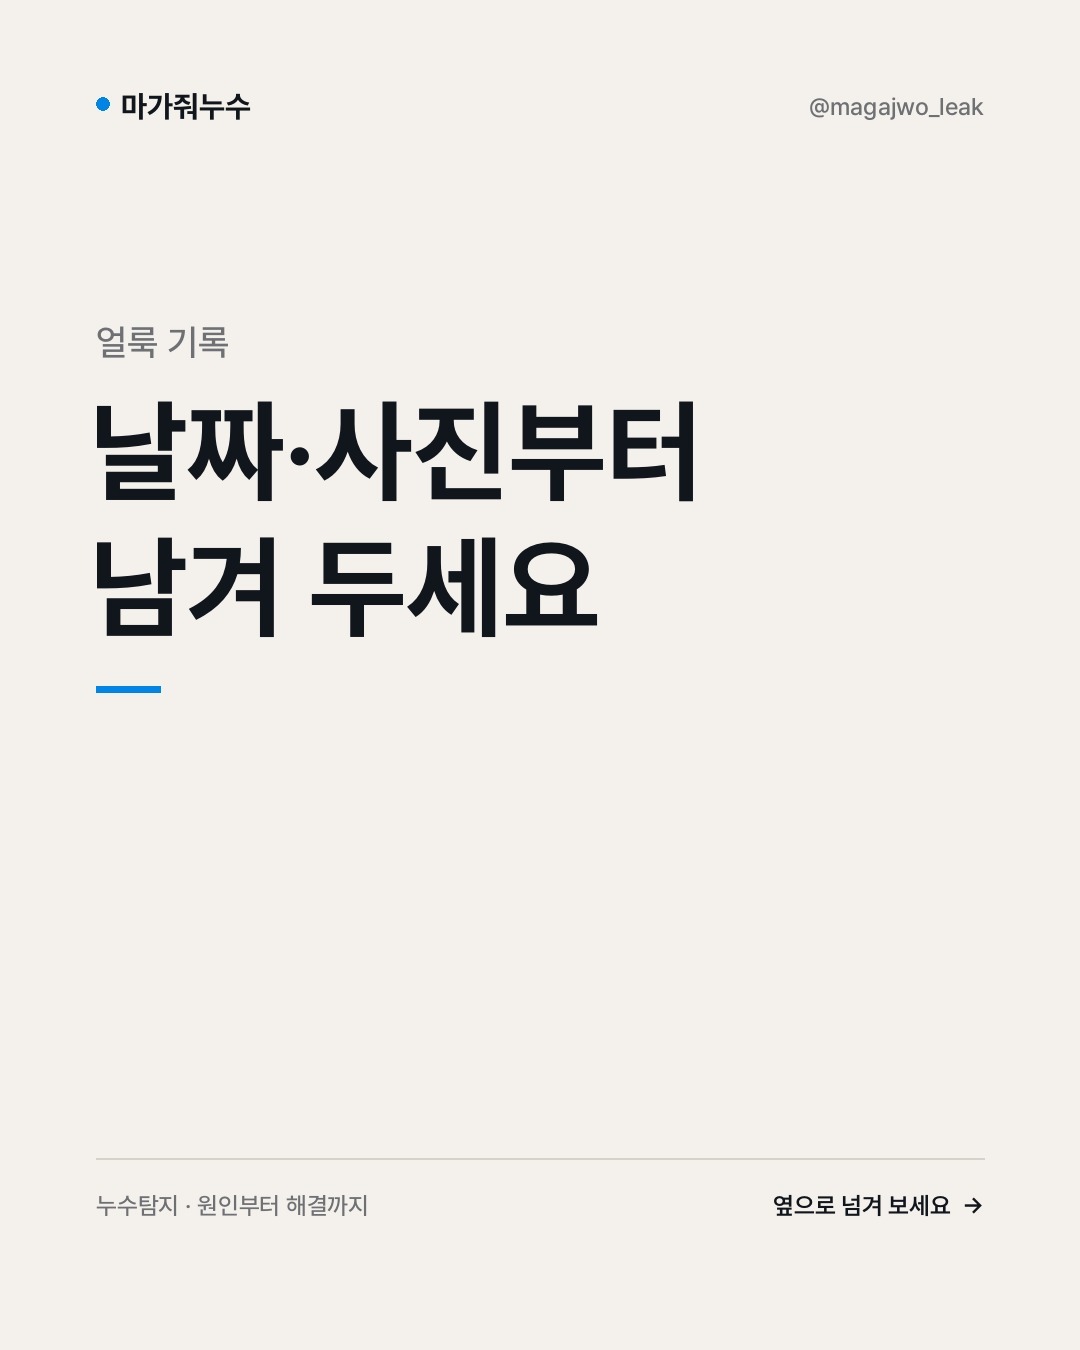 마가줘누수
@magajwo_leak
얼룩 기록
날짜·사진부터
남겨 두세요
누수탐지 · 원인부터 해결까지
옆으로 넘겨 보세요 →